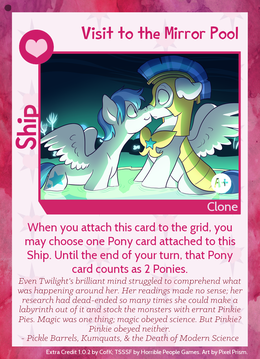 Visit to the Mirror Pool
Ship
A+
Clone
When you attach this card to the grid, you
may choose one Pony card attached to this
Ship. Until the end of your turn, that Pony
card counts as 2 Ponies.
Even Twilight's brilliant mind struggled to comprehend what
was happening around her. Her readings made no sense; her
research had dead-ended so many times she could make a
labyrinth out of it and stock the monsters with errant Pinkie
Pies. Magic was one thing; magic obeyed science. But Pinkie?
Pinkie obeyed neither.
- Pickle Barrels, Kumquats, & the Death of Modern Science
Extra Credit 1.0.2 by CofK, TSSSF by Horrible People Games. Art by Pixel Prism.